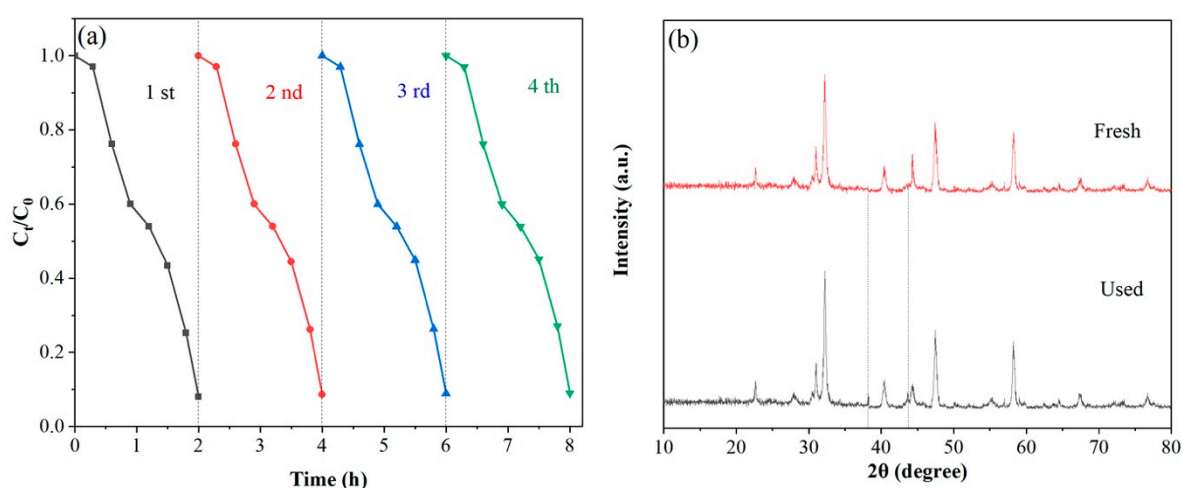 (a)
1 st
2 nd
3 rd
4 th
1.0
0.8
0.6
0.4
0.2
0.0
Ct/C0
0 1 2 3 4 5 6 7 8
Time (h)
(b)
Fresh
Used
Intensity (a.u.)
10 20 30 40 50 60 70 80
2θ (degree)